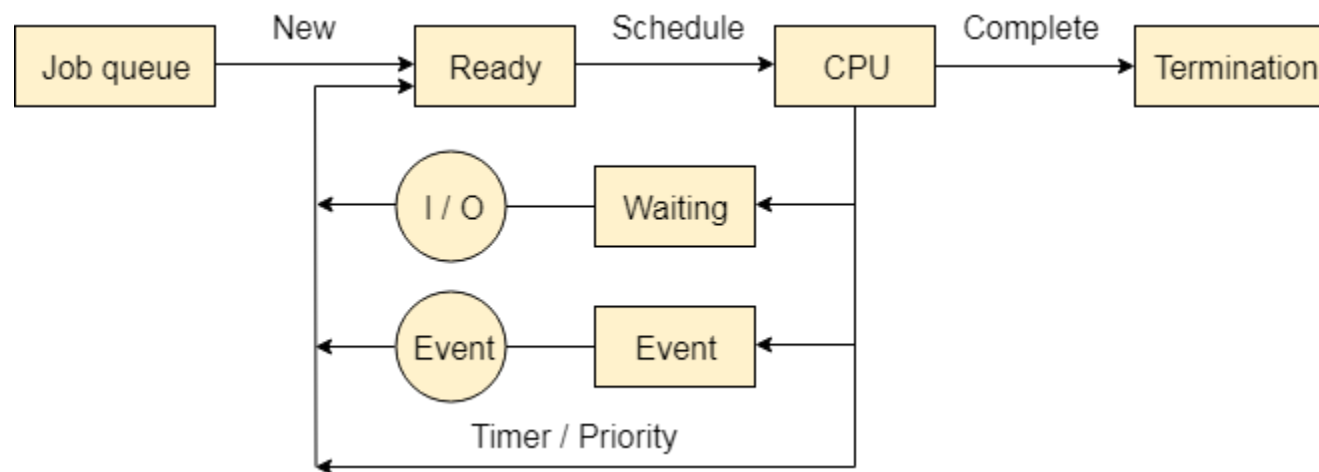 New
Schedule
Complete
Job queue
Ready
CPU
Termination
I / O
Waiting
Event
Event
Timer / Priority